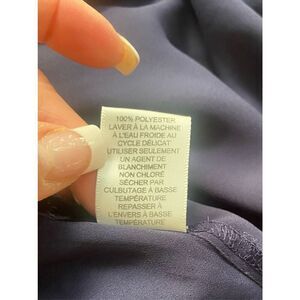 100% POLYESTER
LAVER À LA MACHINE
À L'EAU FROIDE AU
CYCLE DÉLICAT
UTILISER SEULEMENT
UN AGENT DE
BLANCHIMENT
NON CHLORÉ
SÉCHER PAR
CULBUTAGE À BASSE
TEMPÉRATURE
REPASSER À
L'ENVERS À BASSE
TEMPÉRATURE